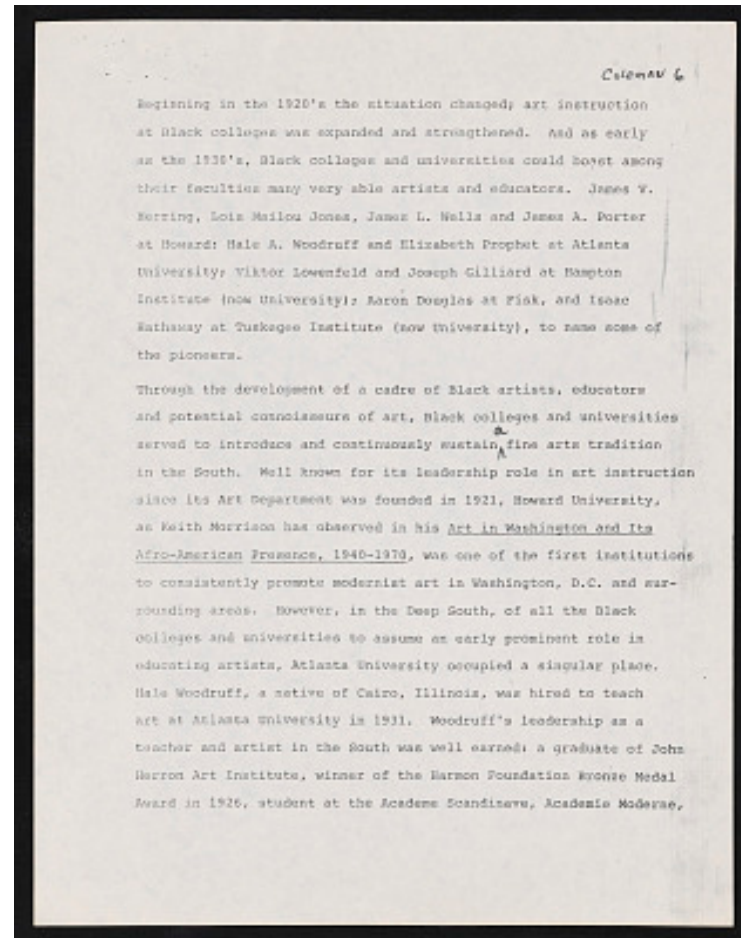 Coleman 6
Beginning in the 1920's the situation changed; art instruction
at Black colleges was expanded and strengthened. And as early
as the 1930's, Black colleges and universities could boast among
their faculties many very able artists and educators. James V.
Herring, Lois Mailou Jones, James L. Wells and James A. Porter
at Howard; Hale A. Woodruff and Elizabeth Prophet at Atlanta
University; Viktor Lowenfeld and Joseph Gilliard at Hampton
Institute (now University); Aaron Douglas at Fisk, and Isaac
Hathaway at Tuskegee Institute (now University), to name some of
the pioneers.
Through the development of a cadre of Black artists, educators
and potential connoisseurs of art, Black colleges and universities
served to introduce and continuously sustain a fine arts tradition
in the South. Well known for its leadership role in art instruction
since its Art Department was founded in 1921, Howard University,
as Keith Morrison has observed in his Art in Washington and Its
Afro-American Presence, 1940-1970, was one of the first institutions
to consistently promote modernist art in Washington, D.C. and sur-
rounding areas. However, in the Deep South, of all the Black
colleges and universities to assume an early prominent role in
educating artists, Atlanta University occupied a singular place.
Hale Woodruff, a native of Cairo, Illinois, was hired to teach
art at Atlanta University in 1931. Woodruff's leadership as a
teacher and artist in the South was well earned: a graduate of John
Herron Art Institute, winner of the Harmon Foundation Bronze Medal
Award in 1926, student at the Academe Scandinave, Academie Moderne,